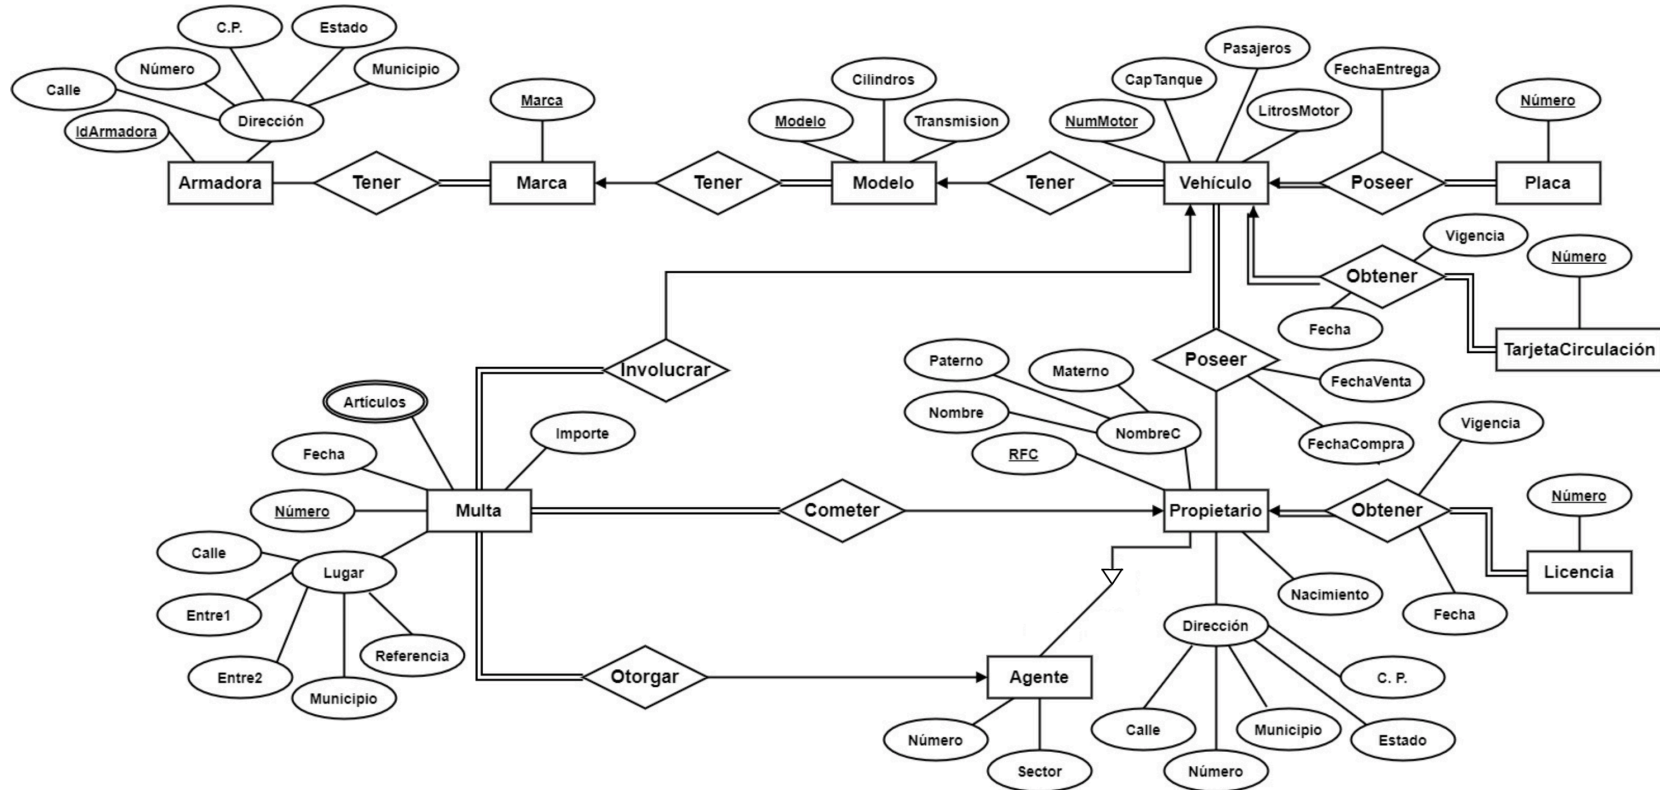 C.P.
Estado
Número
Municipio
Calle
Dirección
IdArmadora
Armadora
Tener
Marca
Marca
Tener
Cilindros
Modelo
Transmision
Modelo
Tener
Pasajeros
CapTanque
NumMotor
LitrosMotor
Vehículo
FechaEntrega
Poseer
Número
Placa
Vigencia
Obtener
Fecha
Número
TarjetaCirculación
Involucrar
Poseer
FechaVenta
FechaCompra
Paterno
Materno
Nombre
NombreC
RFC
Artículos
Importe
Fecha
Número
Multa
Cometer
Propietario
Vigencia
Obtener
Fecha
Número
Licencia
Calle
Lugar
Entre1
Entre2
Municipio
Referencia
Otorgar
Agente
Número
Sector
Nacimiento
Dirección
Calle
Número
Municipio
Estado
C. P.